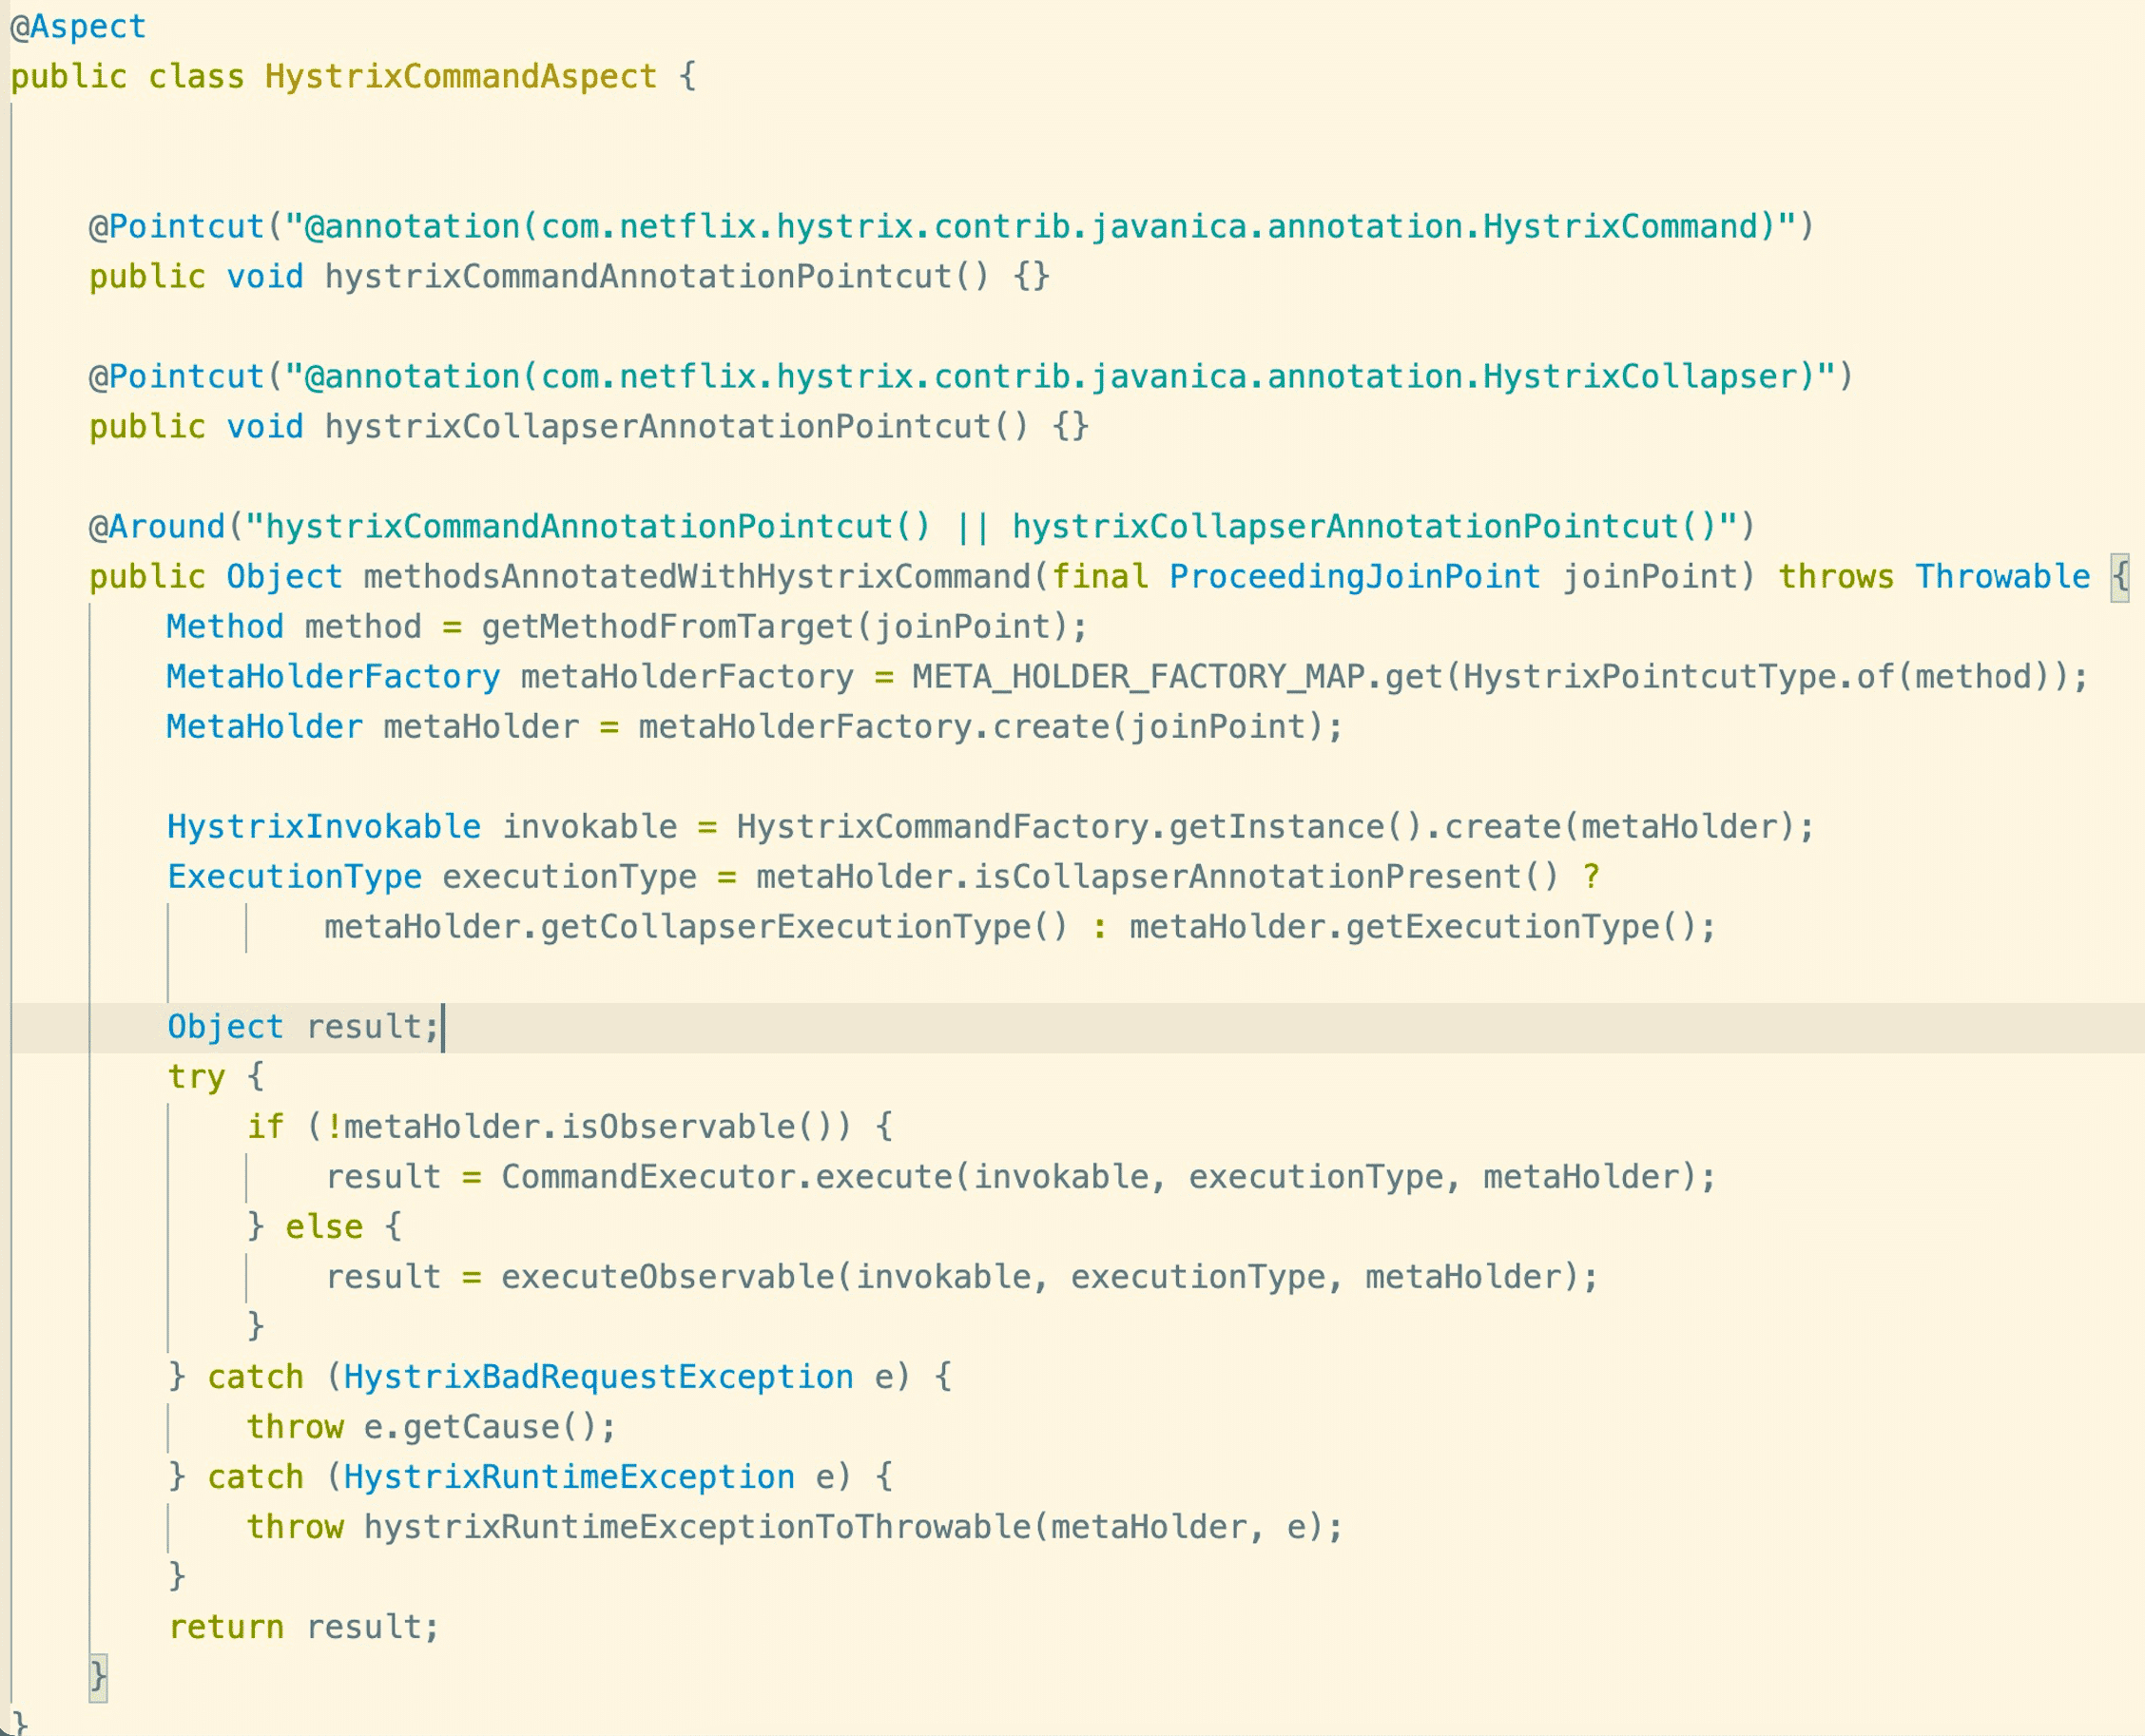 @Aspect
public class HystrixCommandAspect {
@Pointcut("@annotation(com.netflix.hystrix.contrib.javanica.annotation.HystrixCommand)")
public void hystrixCommandAnnotationPointcut() {}
@Pointcut("@annotation(com.netflix.hystrix.contrib.javanica.annotation.HystrixCollapser)")
public void hystrixCollapserAnnotationPointcut() {}
@Around("hystrixCommandAnnotationPointcut() || hystrixCollapserAnnotationPointcut()")
public Object methodsAnnotatedWithHystrixCommand(final ProceedingJoinPoint joinPoint) throws Throwable {
Method method = getMethodFromTarget(joinPoint);
MetaHolderFactory metaHolderFactory = META_HOLDER_FACTORY_MAP.get(HystrixPointcutType.of(method));
MetaHolder metaHolder = metaHolderFactory.create(joinPoint);
HystrixInvokable invokable = HystrixCommandFactory.getInstance().create(metaHolder);
ExecutionType executionType = metaHolder.isCollapserAnnotationPresent() ?
metaHolder.getCollapserExecutionType() : metaHolder.getExecutionType();
Object result;
try {
if (!metaHolder.isObservable()) {
result = CommandExecutor.execute(invokable, executionType, metaHolder);
} else {
result = executeObservable(invokable, executionType, metaHolder);
}
} catch (HystrixBadRequestException e) {
throw e.getCause();
} catch (HystrixRuntimeException e) {
throw hystrixRuntimeExceptionToThrowable(metaHolder, e);
}
return result;
}
}